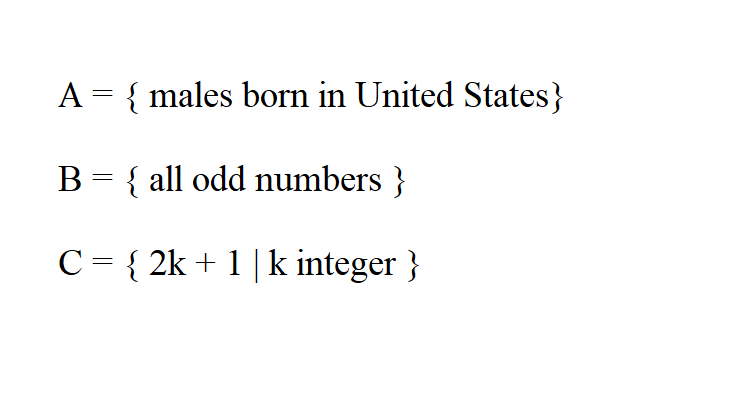 A = { males born in United States}
B = { all odd numbers }
C = { 2k + 1 | k integer }